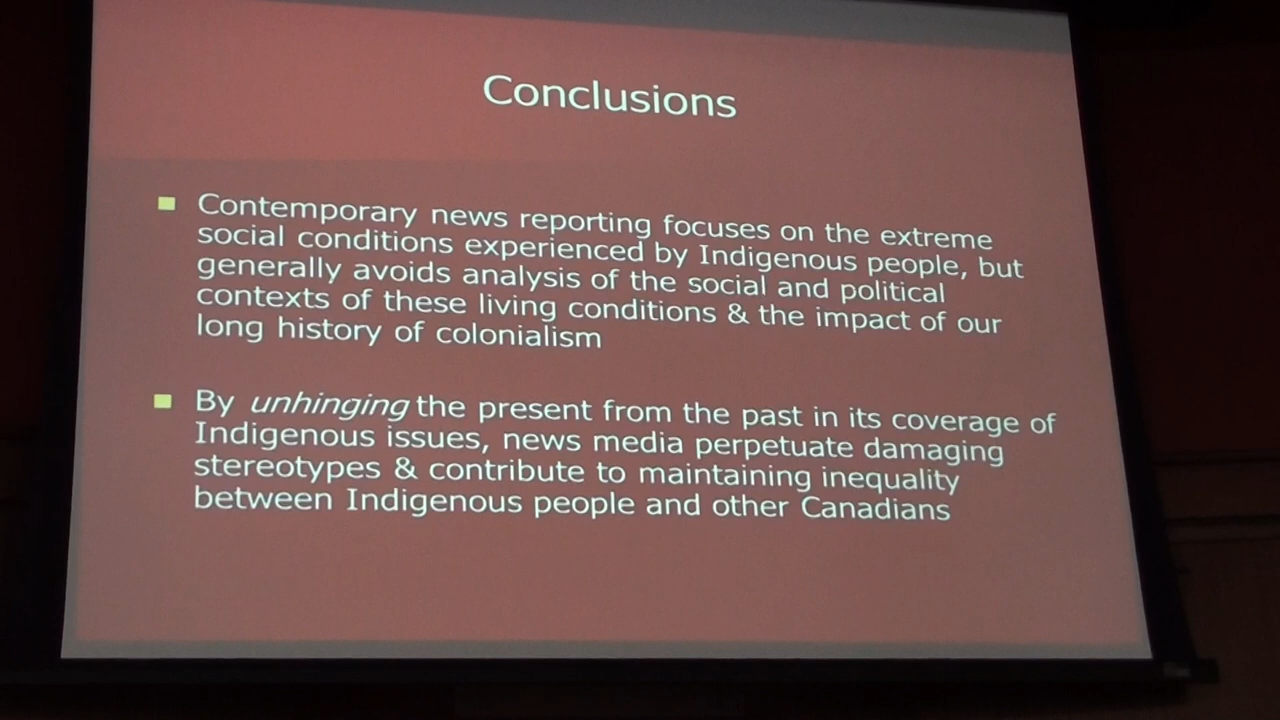 Conclusions
Contemporary news reporting focuses on the extreme
social conditions experienced by Indigenous people, but
generally avoids analysis of the social and political
contexts of these living conditions & the impact of our
long history of colonialism
By unhinging the present from the past in its coverage of
Indigenous issues, news media perpetuate damaging
stereotypes & contribute to maintaining inequality
between Indigenous people and other Canadians